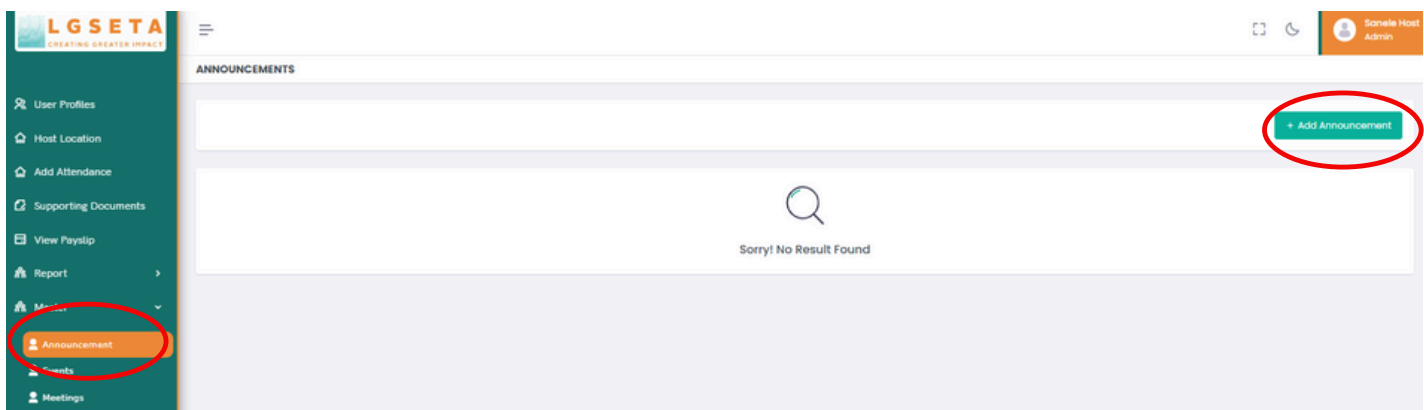 LGSETA
CREATING GREATER IMPACT
Sanele Host
Admin
ANNOUNCEMENTS
User Profiles
Host Location
Add Attendance
Supporting Documents
View Payslip
Report
Announcement
Events
Meetings
+ Add Announcement
Sorry! No Result Found